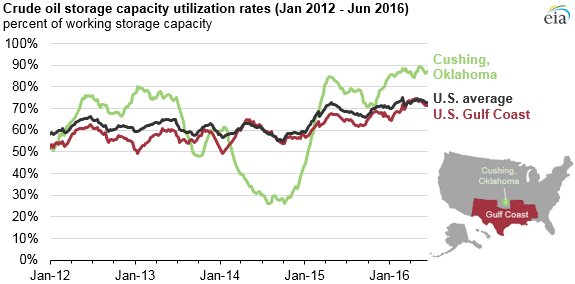 Crude oil storage capacity utilization rates (Jan 2012 - Jun 2016)
percent of working storage capacity
eia
100%
90%
80%
70%
60%
50%
40%
30%
20%
10%
0%
Jan-12
Jan-13
Jan-14
Jan-15
Jan-16
Cushing,
Oklahoma
U.S. average
U.S. Gulf Coast
Cushing,
Oklahoma
Gulf Coast